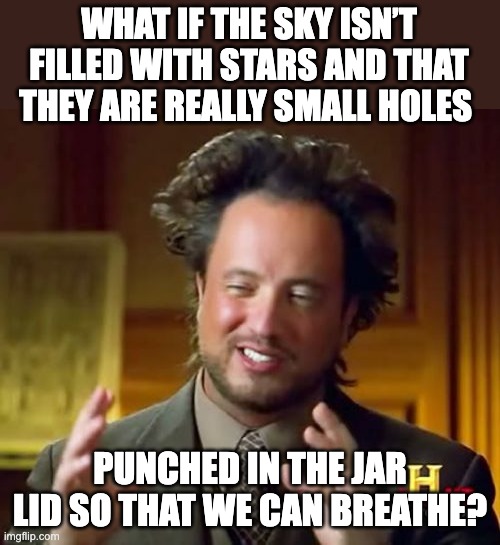 WHAT IF THE SKY ISN'T
FILLED WITH STARS AND THAT
THEY ARE REALLY SMALL HOLES
PUNCHED IN THE JAR
H
LID SO THAT WE CAN BREATHE?
imgflip.com